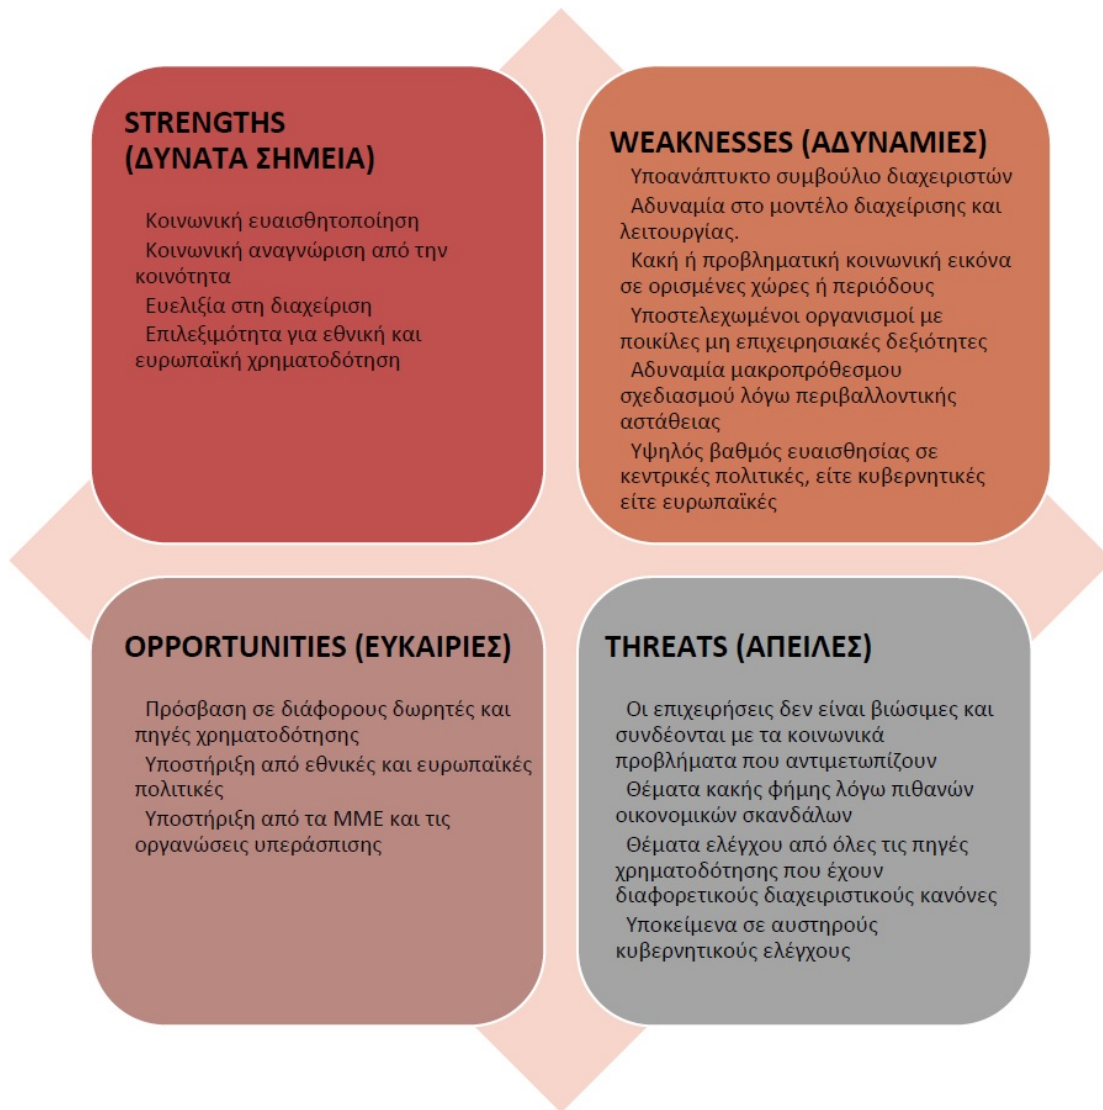 STRENGTHS
(ΔΥΝΑΤΑ ΣΗΜΕΙΑ)
Κοινωνική ευαισθητοποίηση
Κοινωνική αναγνώριση από την
κοινότητα
Ευελιξία στη διαχείριση
Επιλεξιμότητα για εθνική και
ευρωπαϊκή χρηματοδότηση
WEAKNESSES (ΑΔΥΝΑΜΙΕΣ)
Υποανάπτυκτο συμβούλιο διαχειριστών
Αδυναμία στο μοντέλο διαχείρισης και
λειτουργίας.
Κακή ή προβληματική κοινωνική εικόνα
σε ορισμένες χώρες ή περιόδους
Υποστελεχωμένοι οργανισμοί με
ποικίλες μη επιχειρησιακές δεξιότητες
Αδυναμία μακροπρόθεσμου
σχεδιασμού λόγω περιβαλλοντικής
αστάθειας
Υψηλός βαθμός ευαισθησίας σε
κεντρικές πολιτικές, είτε κυβερνητικές
είτε ευρωπαϊκές
OPPORTUNITIES (ΕΥΚΑΙΡΙΕΣ)
Πρόσβαση σε διάφορους δωρητές και
πηγές χρηματοδότησης
Υποστήριξη από εθνικές και ευρωπαϊκές
πολιτικές
Υποστήριξη από τα ΜΜΕ και τις
οργανώσεις υπεράσπισης
THREATS (ΑΠΕΙΛΕΣ)
Οι επιχειρήσεις δεν είναι βιώσιμες και
συνδέονται με τα κοινωνικά
προβλήματα που αντιμετωπίζουν
Θέματα κακής φήμης λόγω πιθανών
οικονομικών σκανδάλων
Θέματα ελέγχου από όλες τις πηγές
χρηματοδότησης που έχουν
διαφορετικούς διαχειριστικούς κανόνες
Υποκείμενα σε αυστηρούς
κυβερνητικούς ελέγχους